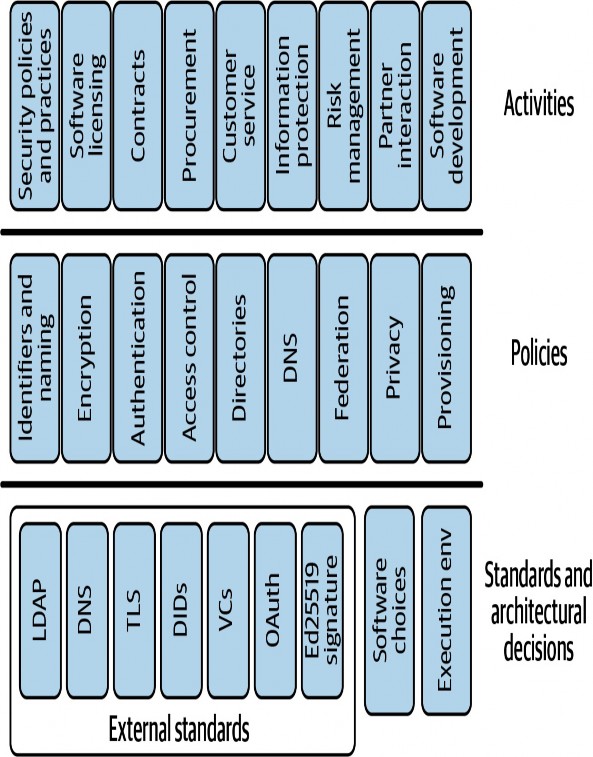 Security policies
and practices
Software
licensing
Contracts
Procurement
Customer
service
Information
protection
Risk
management
Partner
interaction
Software
development
Activities
Identifiers and
naming
Encryption
Authentication
Access control
Directories
DNS
Federation
Privacy
Provisioning
Policies
LDAP
DNS
TLS
DIDs
VCs
OAuth
Ed25519
signature
External standards
Software
choices
Execution env
Standards and
architectural
decisions